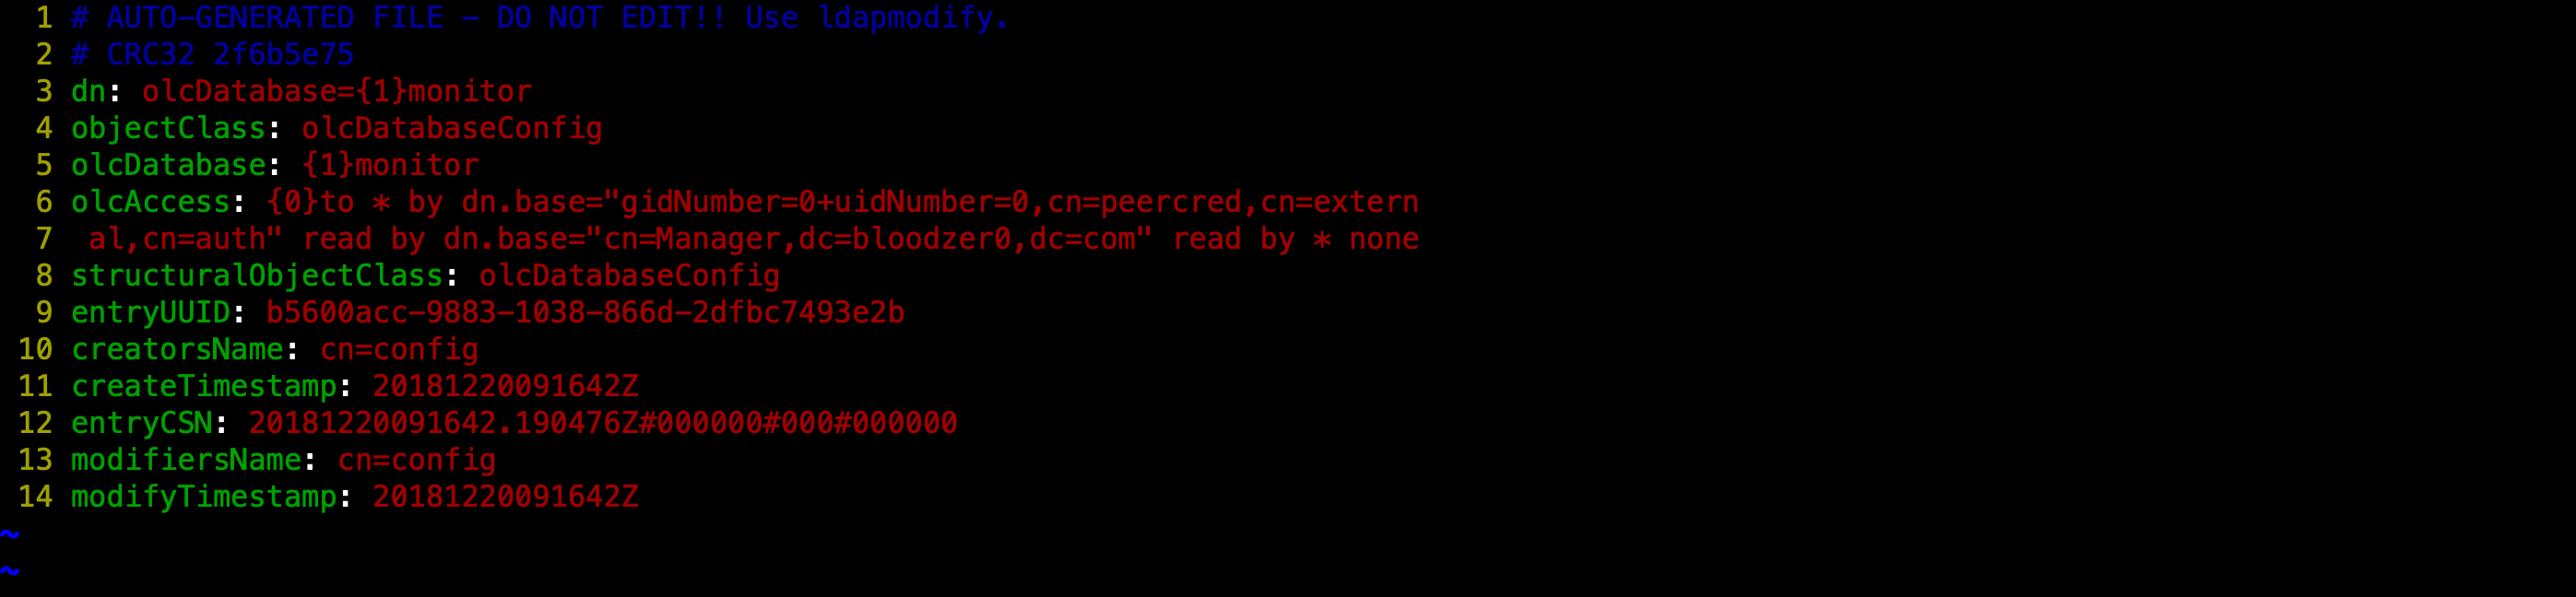 1 # AUTO-GENERATED FILE - DO NOT EDIT!! Use ldapmodify.
2 # CRC32 2f6b5e75
3 dn: olcDatabase={1}monitor
4 objectClass: olcDatabaseConfig
5 olcDatabase: {1}monitor
6 olcAccess: {0}to * by dn.base="gidNumber=0+uidNumber=0,cn=peercred,cn=extern
7  al,cn=auth" read by dn.base="cn=Manager,dc=bloodzer0,dc=com" read by * none
8 structuralObjectClass: olcDatabaseConfig
9 entryUUID: b5600acc-9883-1038-866d-2dfbc7493e2b
10 creatorsName: cn=config
11 createTimestamp: 20181220091642Z
12 entryCSN: 20181220091642.190476Z#000000#000#000000
13 modifiersName: cn=config
14 modifyTimestamp: 20181220091642Z
~
~